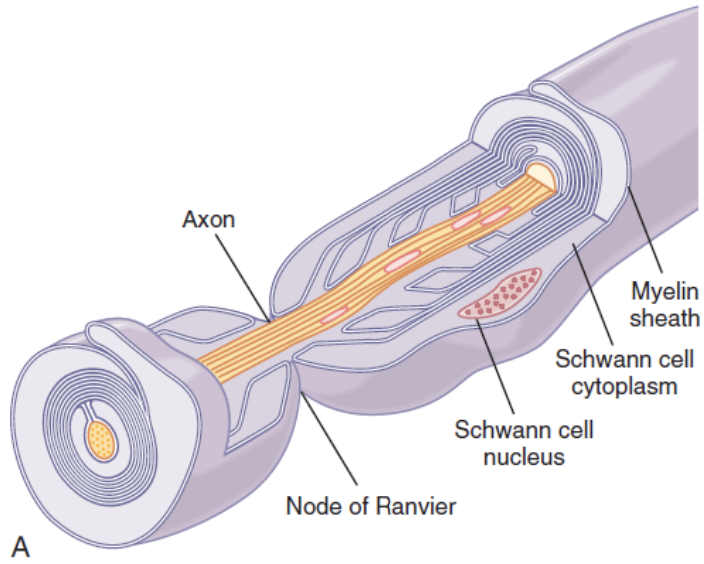 Axon
Myelin
sheath
Schwann cell
cytoplasm
Schwann cell
nucleus
Node of Ranvier
A